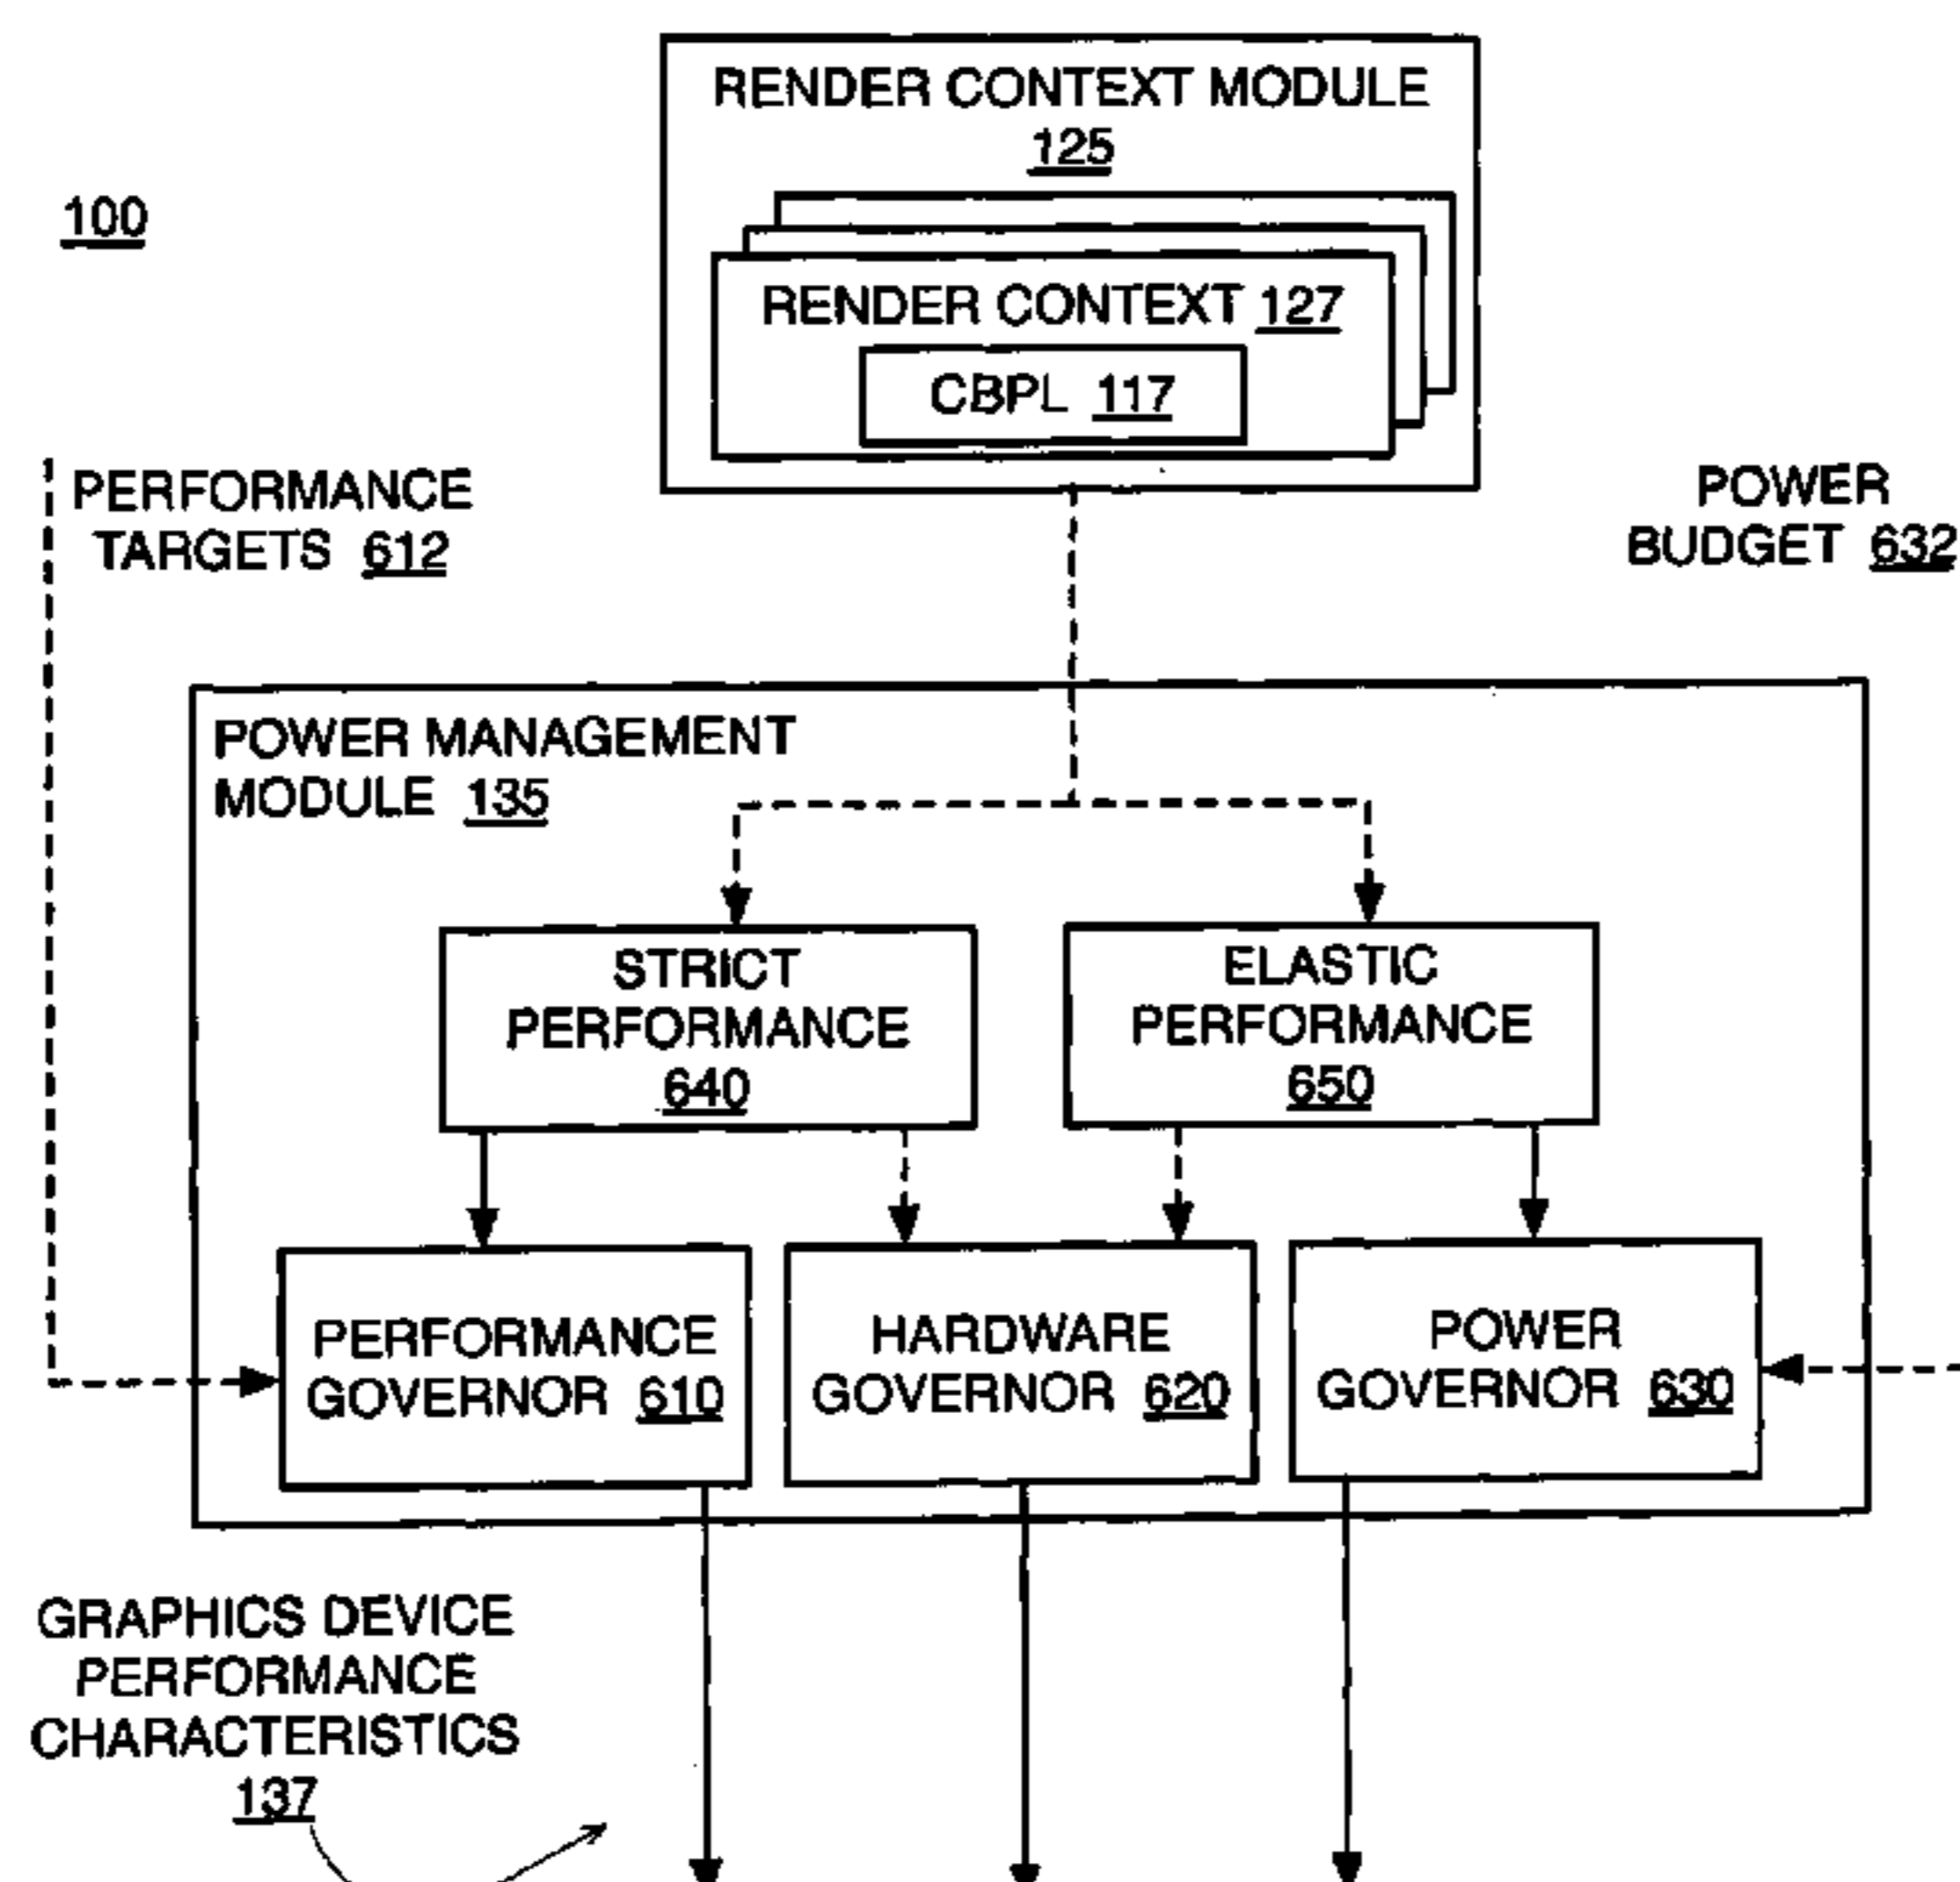 RENDER CONTEXT MODULE
125
100
RENDER CONTEXT 127
CBPL 117
PERFORMANCE
TARGETS 612
POWER
BUDGET 632
POWER MANAGEMENT
MODULE 135
STRICT
PERFORMANCE
640
ELASTIC
PERFORMANCE
650
PERFORMANCE
GOVERNOR 610
HARDWARE
GOVERNOR 620
POWER
GOVERNOR 630
GRAPHICS DEVICE
PERFORMANCE
CHARACTERISTICS
137